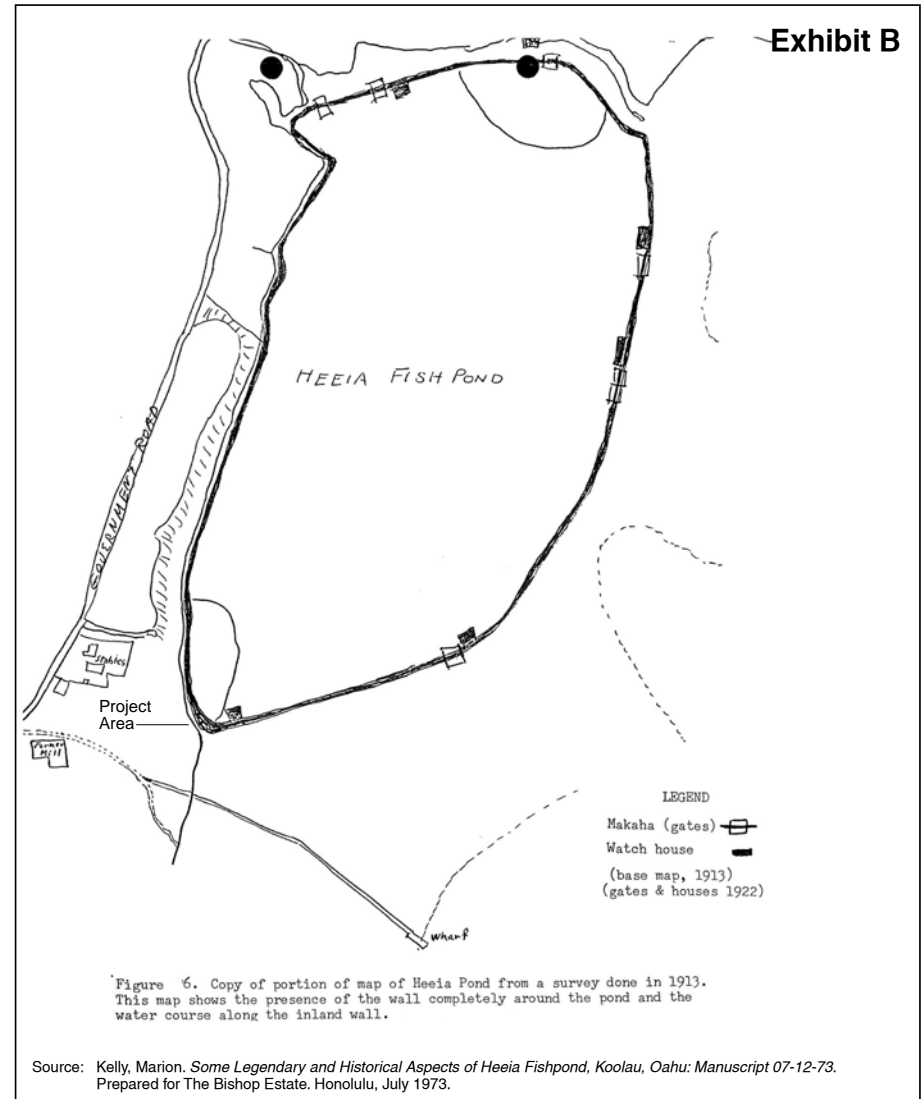 Exhibit B
HEEIA FISH POND
GOVERNMENT ROAD
Stables
Project
Area
Mill
Wharf
LEGEND
Makaha (gates)
Watch house
(base map, 1913)
(gates & houses 1922)
Figure 6. Copy of portion of map of Heeia Pond from a survey done in 1913.
This map shows the presence of the wall completely around the pond and the
water course along the inland wall.
Source: Kelly, Marion. Some Legendary and Historical Aspects of Heeia Fishpond, Koolau, Oahu: Manuscript 07-12-73.
Prepared for The Bishop Estate. Honolulu, July 1973.